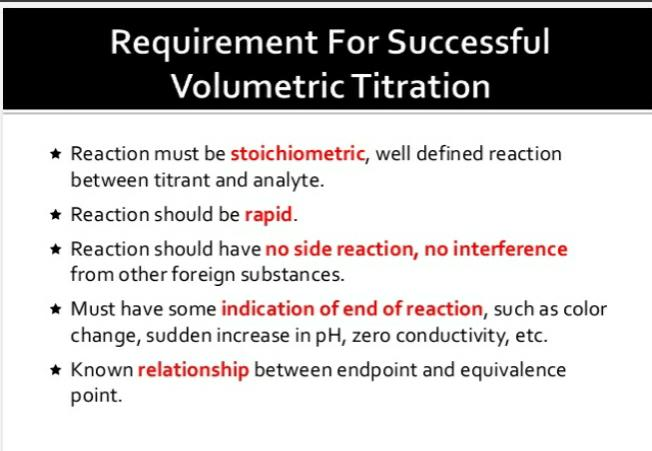 Requirement For Successful
Volumetric Titration
★ Reaction must be stoichiometric, well defined reaction
between titrant and analyte.
★ Reaction should be rapid.
★ Reaction should have no side reaction, no interference
from other foreign substances.
★ Must have some indication of end of reaction, such as color
change, sudden increase in pH, zero conductivity, etc.
★ Known relationship between endpoint and equivalence
point.